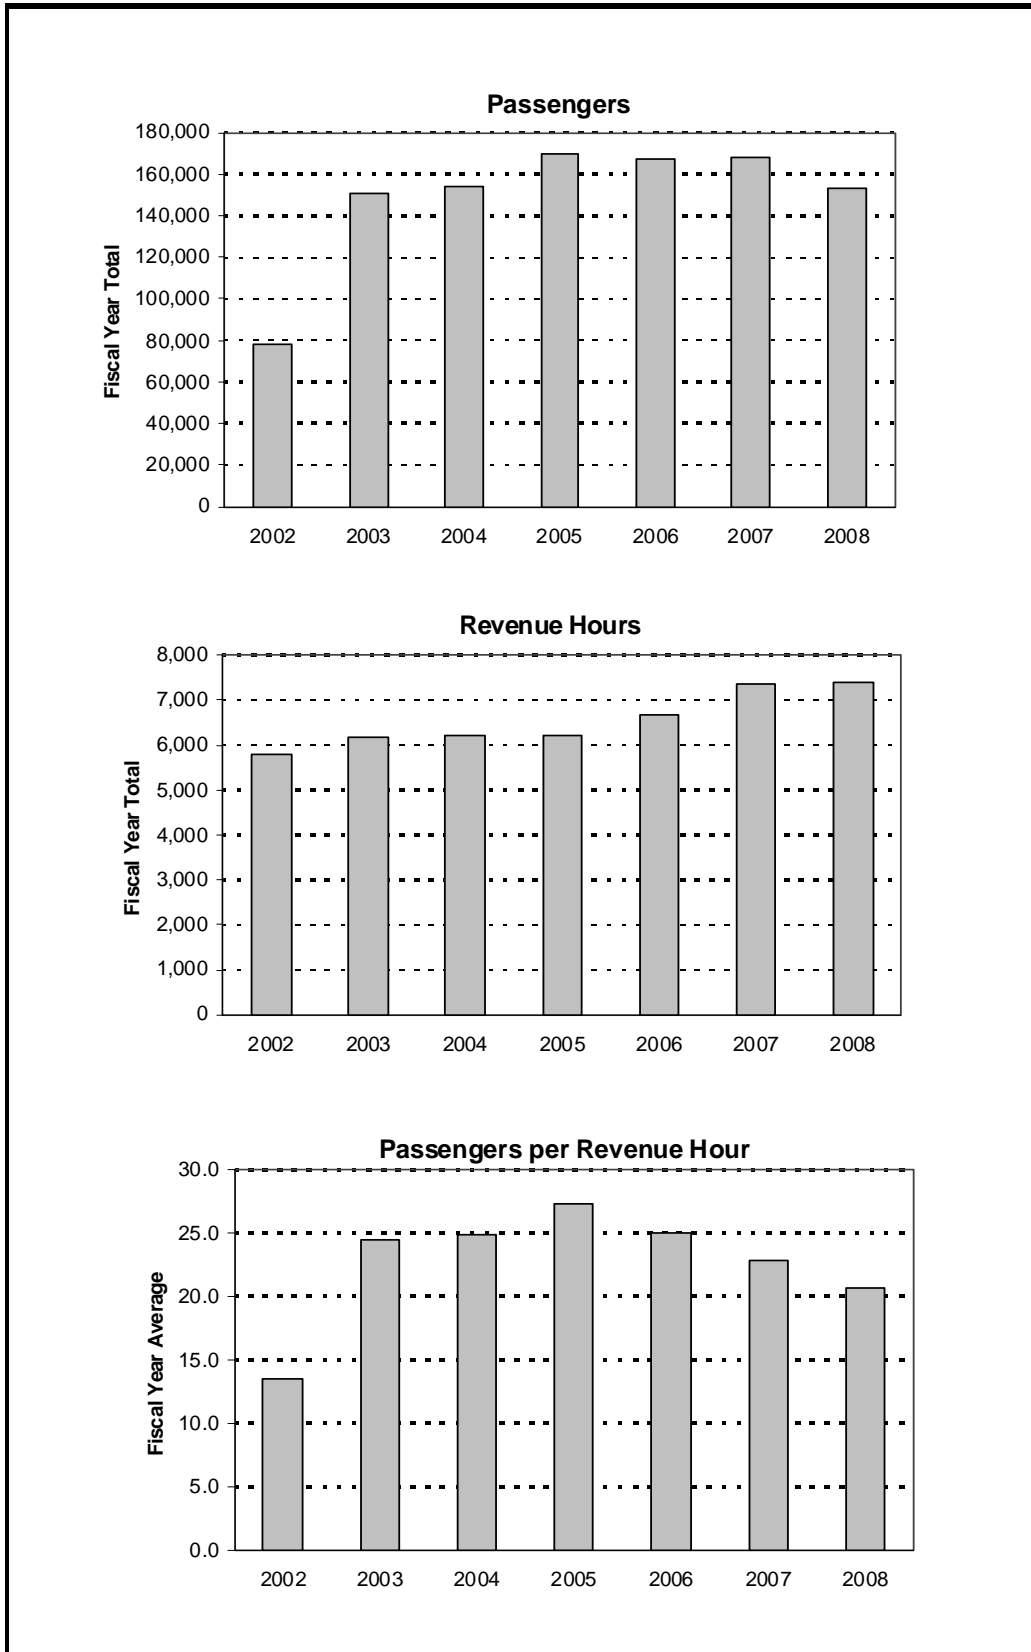 Passengers
Fiscal Year Total
180,000
160,000
140,000
120,000
100,000
80,000
60,000
40,000
20,000
0
2002 2003 2004 2005 2006 2007 2008
Revenue Hours
Fiscal Year Total
8,000
7,000
6,000
5,000
4,000
3,000
2,000
1,000
0
2002 2003 2004 2005 2006 2007 2008
Passengers per Revenue Hour
Fiscal Year Average
30.0
25.0
20.0
15.0
10.0
5.0
0.0
2002 2003 2004 2005 2006 2007 2008